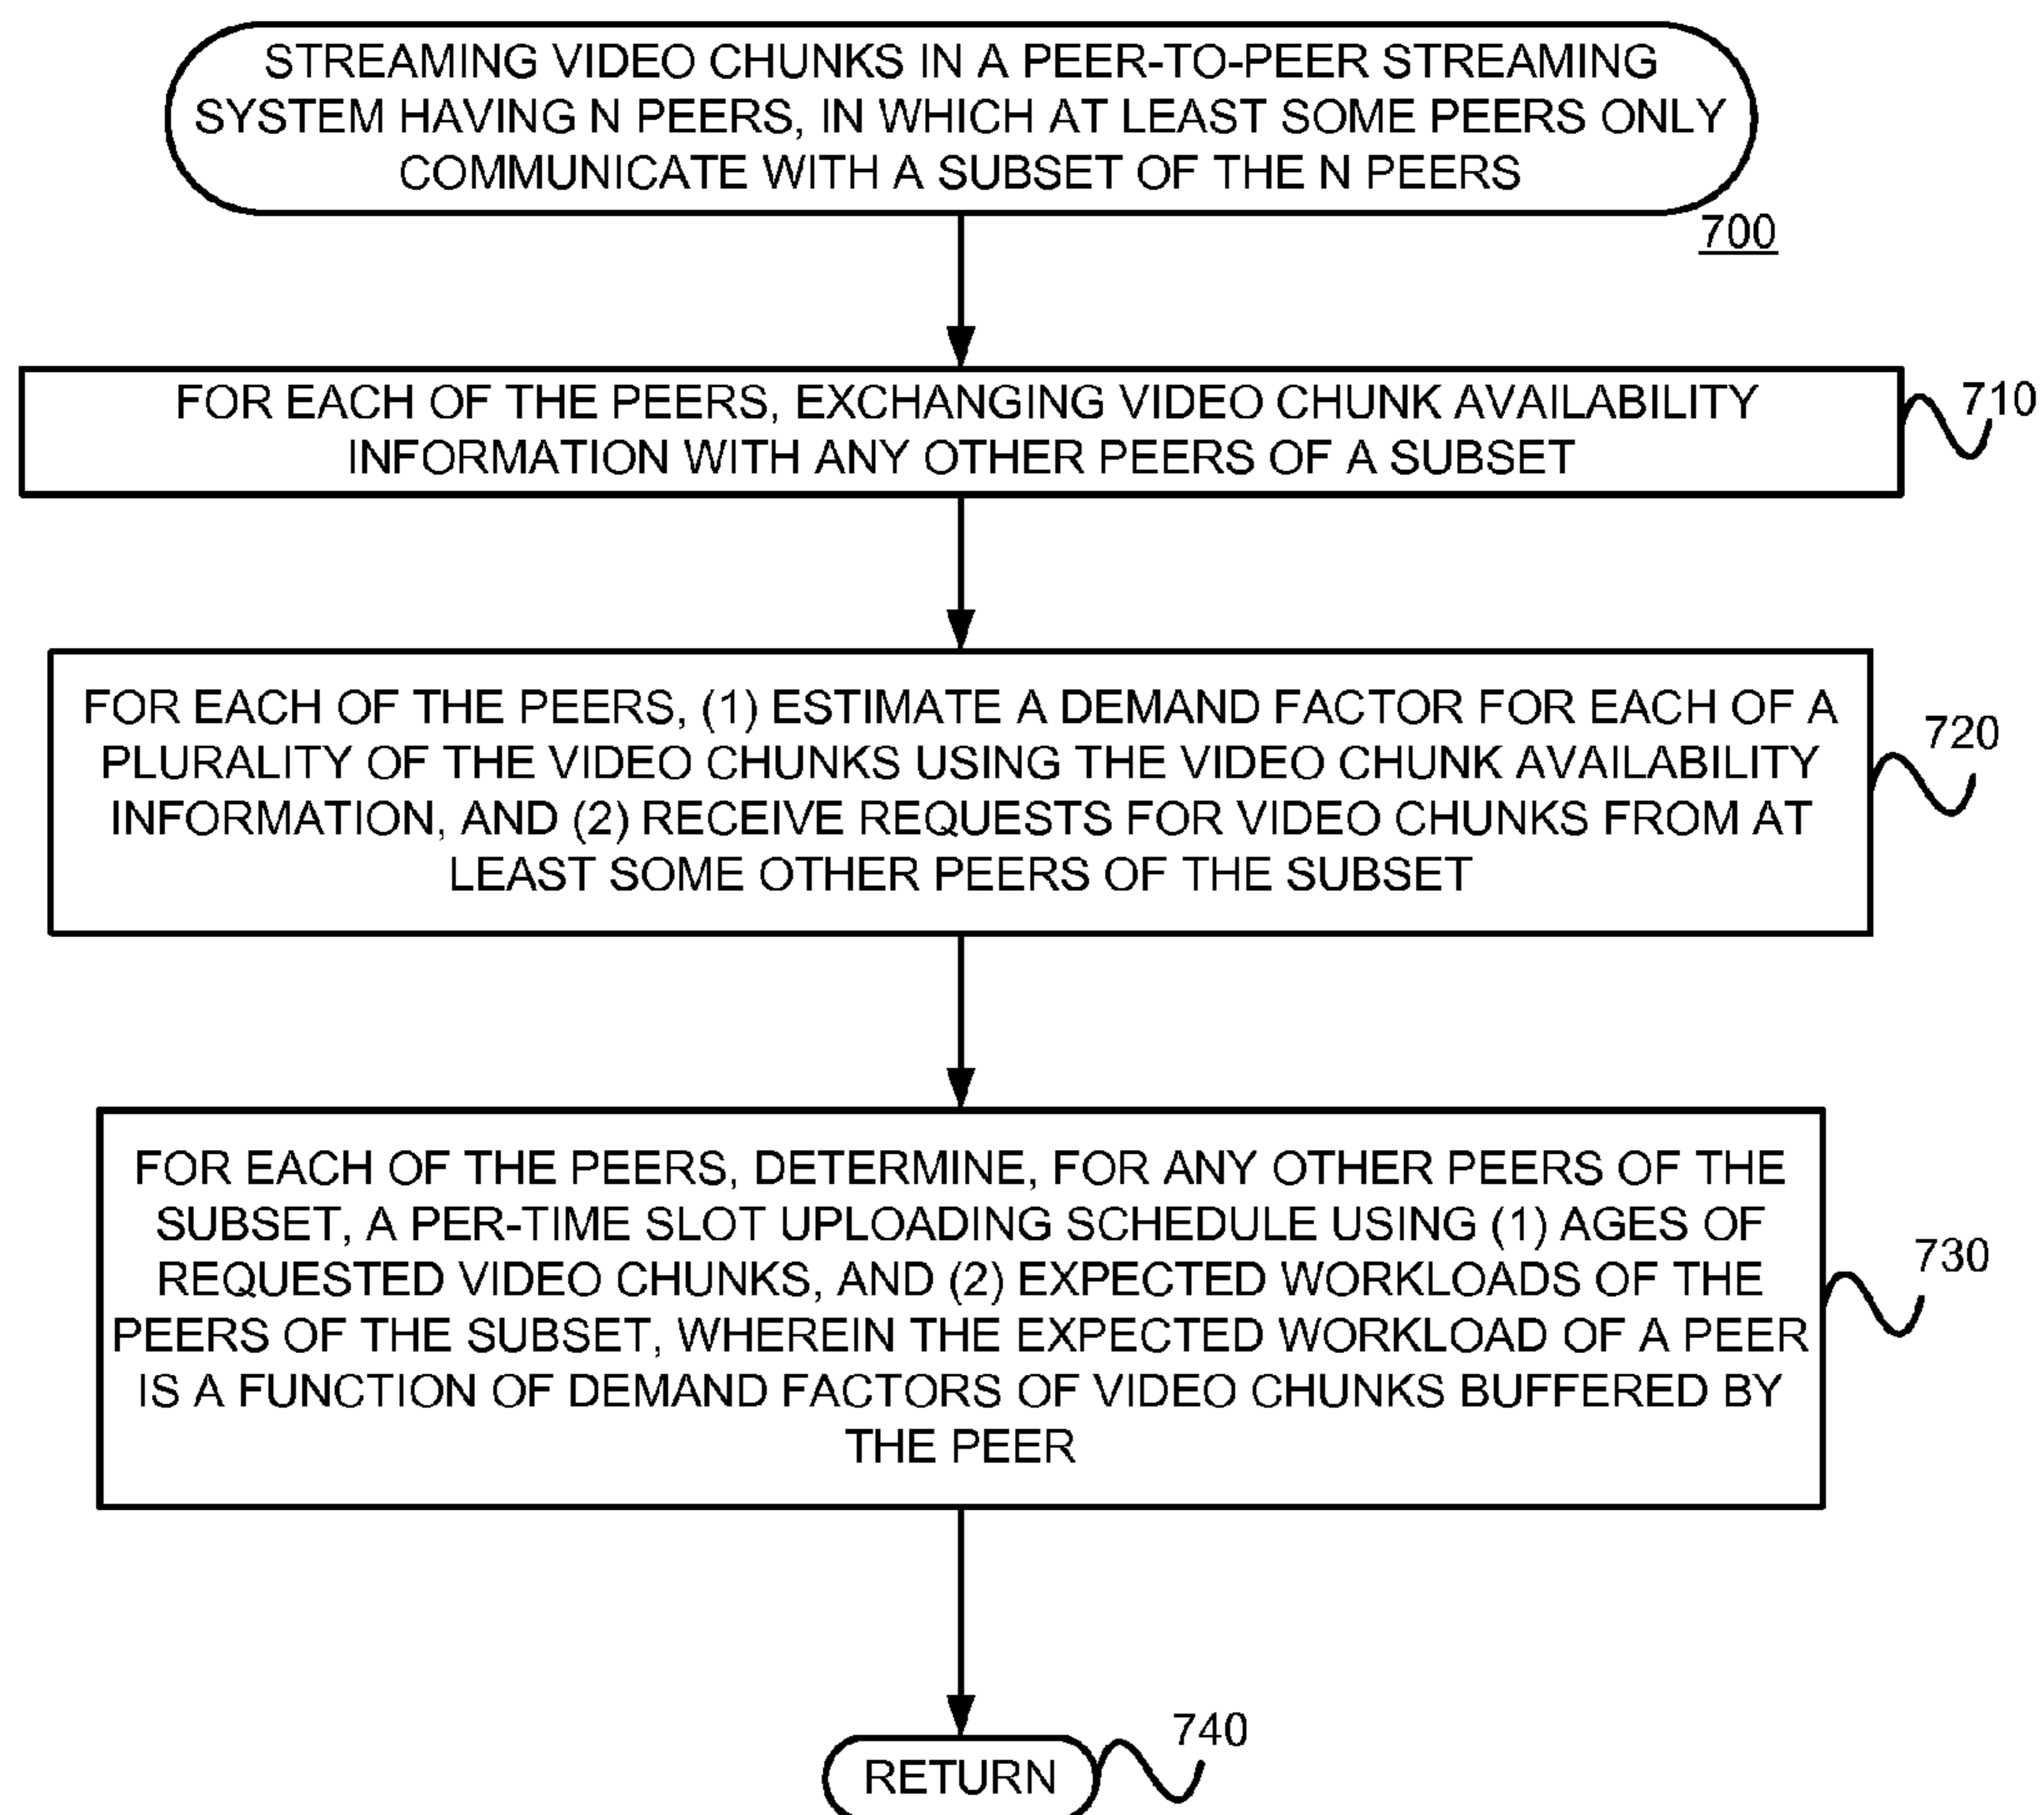 STREAMING VIDEO CHUNKS IN A PEER-TO-PEER STREAMING
SYSTEM HAVING N PEERS, IN WHICH AT LEAST SOME PEERS ONLY
COMMUNICATE WITH A SUBSET OF THE N PEERS
700
FOR EACH OF THE PEERS, EXCHANGING VIDEO CHUNK AVAILABILITY
INFORMATION WITH ANY OTHER PEERS OF A SUBSET
710
FOR EACH OF THE PEERS, (1) ESTIMATE A DEMAND FACTOR FOR EACH OF A
PLURALITY OF THE VIDEO CHUNKS USING THE VIDEO CHUNK AVAILABILITY
INFORMATION, AND (2) RECEIVE REQUESTS FOR VIDEO CHUNKS FROM AT
LEAST SOME OTHER PEERS OF THE SUBSET
720
FOR EACH OF THE PEERS, DETERMINE, FOR ANY OTHER PEERS OF THE
SUBSET, A PER-TIME SLOT UPLOADING SCHEDULE USING (1) AGES OF
REQUESTED VIDEO CHUNKS, AND (2) EXPECTED WORKLOADS OF THE
PEERS OF THE SUBSET, WHEREIN THE EXPECTED WORKLOAD OF A PEER
IS A FUNCTION OF DEMAND FACTORS OF VIDEO CHUNKS BUFFERED BY
THE PEER
730
RETURN
740